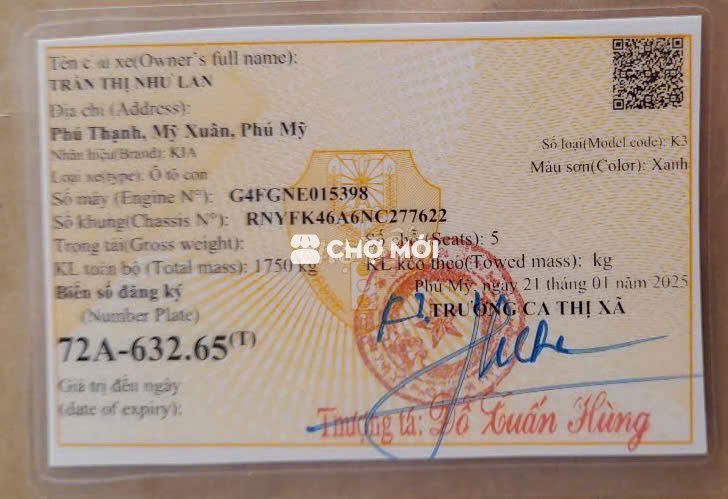 Tên chủ xe(Owner's full name):
TRẦN THỊ NHƯ LAN
Địa chỉ (Address):
Phú Thạnh, Mỹ Xuân, Phú Mỹ
Nhãn hiệu(Brand): KIA
Số loại(Model code): K3
Loại xe(type): Ô tô con
Màu sơn(Color): Xanh
Số máy (Engine N°): G4FGNE015398
Số khung(Chassis N°): RNYFK46A6NC277622
Trọng tải(Gross weight):
Số chỗ (Seats): 5
CHỢ MỚI
KL toàn bộ (Total mass): 1750 kg
KL kéo theo(Towed mass): kg
Biển số đăng ký
Phú Mỹ, ngày 21 tháng 01 năm 2025
(Number Plate)
TRƯỞNG CA THỊ XÃ
72A-632.65(T)
Giá trị đến ngày
(date of expiry):
Thượng tá: Đỗ Xuấn Hùng